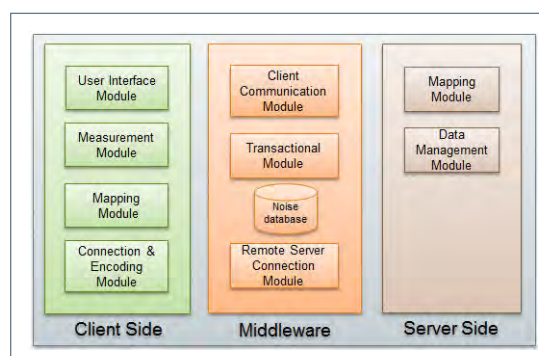 User Interface
Module
Measurement
Module
Mapping
Module
Connection &
Encoding
Module
Client Side
Client
Communication
Module
Transactional
Module
Noise
database
Remote Server
Connection
Module
Middleware
Mapping
Module
Data
Management
Module
Server Side